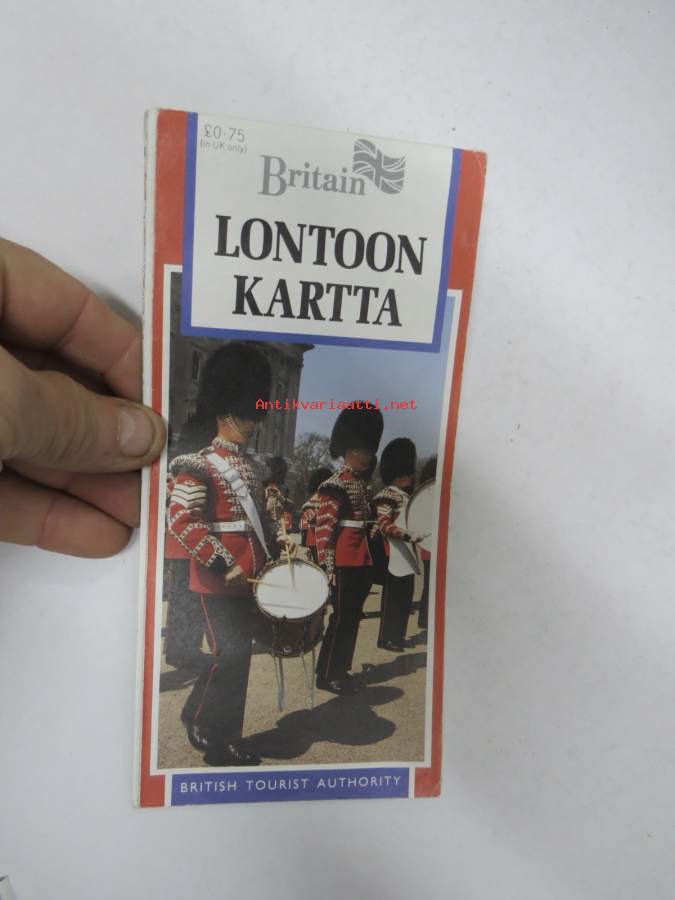 £0·75
(in UK only)
Britain
LONTOON
KARTTA
Antikvariaatti.net
BRITISH TOURIST AUTHORITY